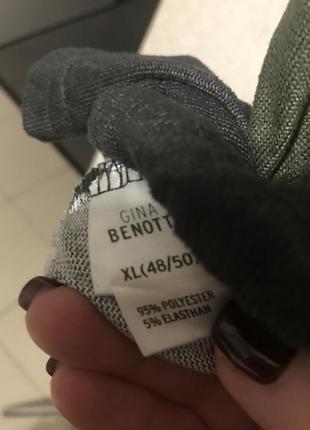 GINA
BENOTT
XL(48/50)
95% POLYESTER
5% ELASTHAN